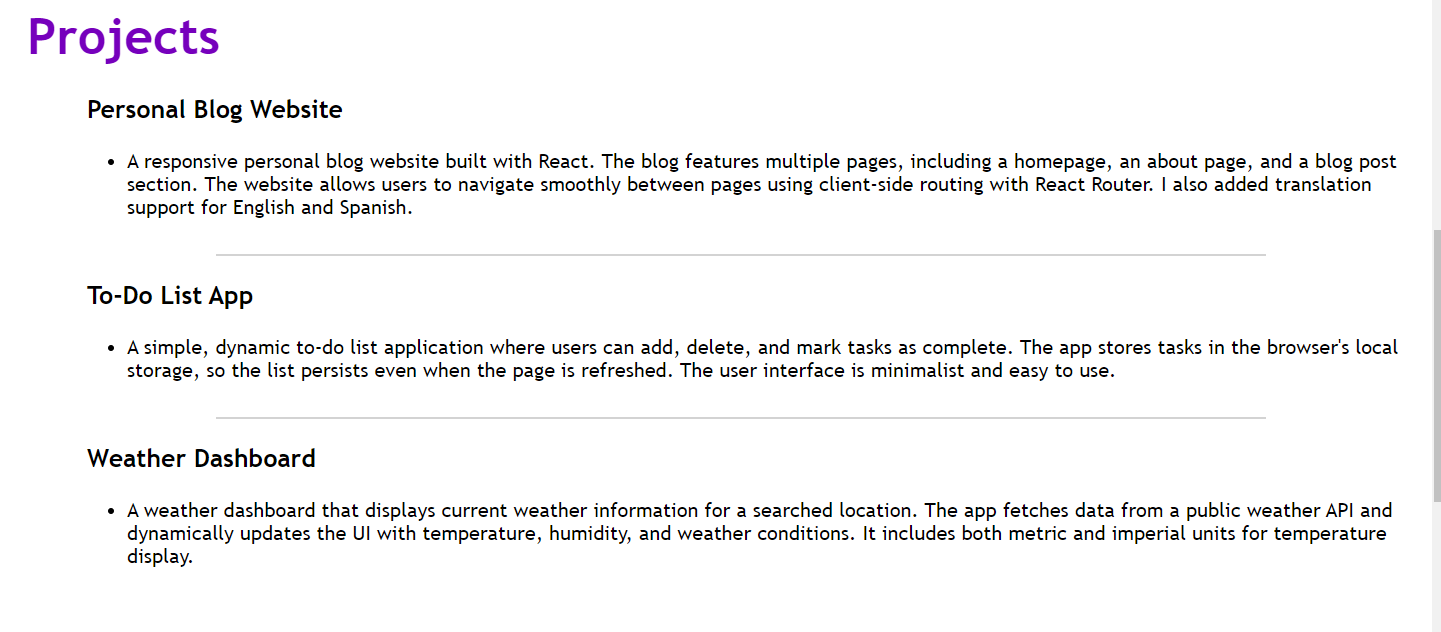 Projects
Personal Blog Website
• A responsive personal blog website built with React. The blog features multiple pages, including a homepage, an about page, and a blog post
section. The website allows users to navigate smoothly between pages using client-side routing with React Router. I also added translation
support for English and Spanish.
To-Do List App
• A simple, dynamic to-do list application where users can add, delete, and mark tasks as complete. The app stores tasks in the browser's local
storage, so the list persists even when the page is refreshed. The user interface is minimalist and easy to use.
Weather Dashboard
• A weather dashboard that displays current weather information for a searched location. The app fetches data from a public weather API and
dynamically updates the UI with temperature, humidity, and weather conditions. It includes both metric and imperial units for temperature
display.